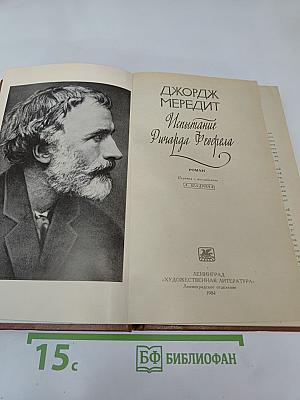 ДЖОРДЖ
МЕРЕДИТ
Испытание
Ричарда Феверела
РОМАН
ЛЕНИНГРАД
«ХУДОЖЕСТВЕННАЯ ЛИТЕРАТУРА»
Ленинградское отделение
1984
15с
БФ БИБЛИОФАН